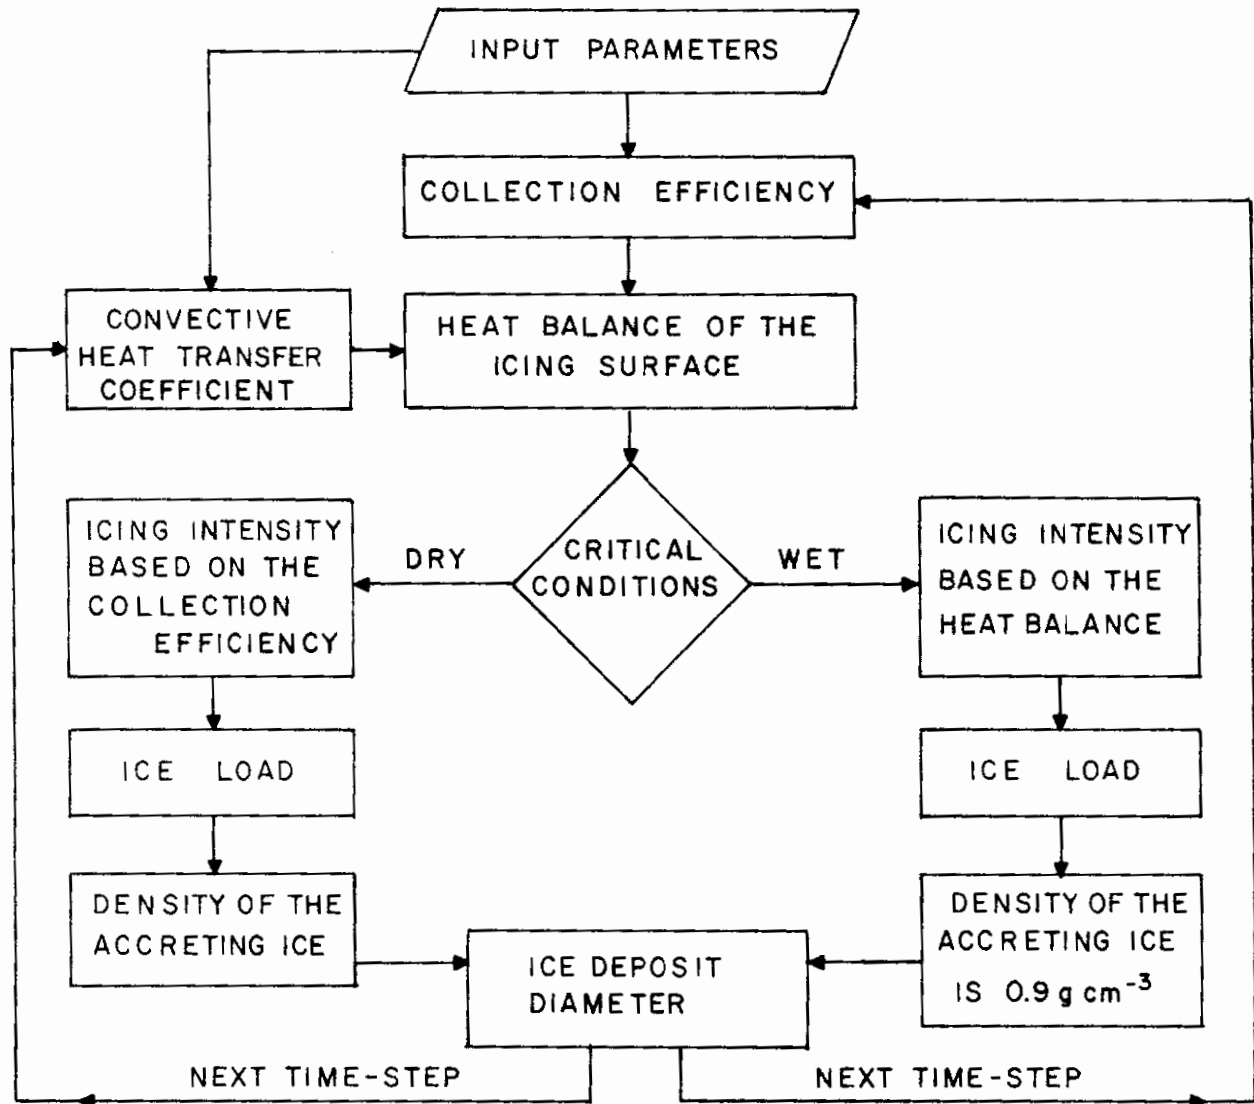 INPUT PARAMETERS
COLLECTION EFFICIENCY
CONVECTIVE
HEAT TRANSFER
COEFFICIENT
HEAT BALANCE OF THE
ICING SURFACE
ICING INTENSITY
BASED ON THE
COLLECTION
EFFICIENCY
DRY
CRITICAL
CONDITIONS
WET
ICING INTENSITY
BASED ON THE
HEAT BALANCE
ICE LOAD
ICE LOAD
DENSITY OF THE
ACCRETING ICE
ICE DEPOSIT
DIAMETER
DENSITY OF THE
ACCRETING ICE
IS 0.9 g cm⁻³
NEXT TIME-STEP
NEXT TIME-STEP